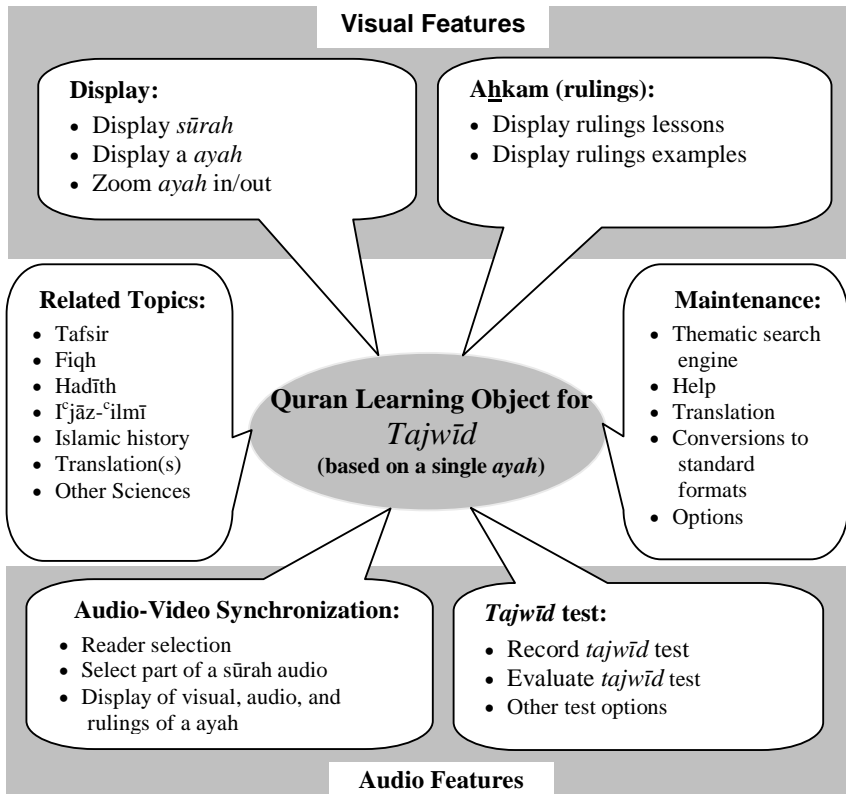 Visual Features
Display:
• Display sūrah
• Display a ayah
• Zoom ayah in/out
Aẖkam (rulings):
• Display rulings lessons
• Display rulings examples
Related Topics:
• Tafsir
• Fiqh
• Hadīth
• Iᶜjāz-ᶜilmī
• Islamic history
• Translation(s)
• Other Sciences
Quran Learning Object for
Tajwīd
(based on a single ayah)
Maintenance:
• Thematic search
engine
• Help
• Translation
• Conversions to
standard
formats
• Options
Audio-Video Synchronization:
• Reader selection
• Select part of a sūrah audio
• Display of visual, audio, and
rulings of a ayah
Tajwīd test:
• Record tajwīd test
• Evaluate tajwīd test
• Other test options
Audio Features